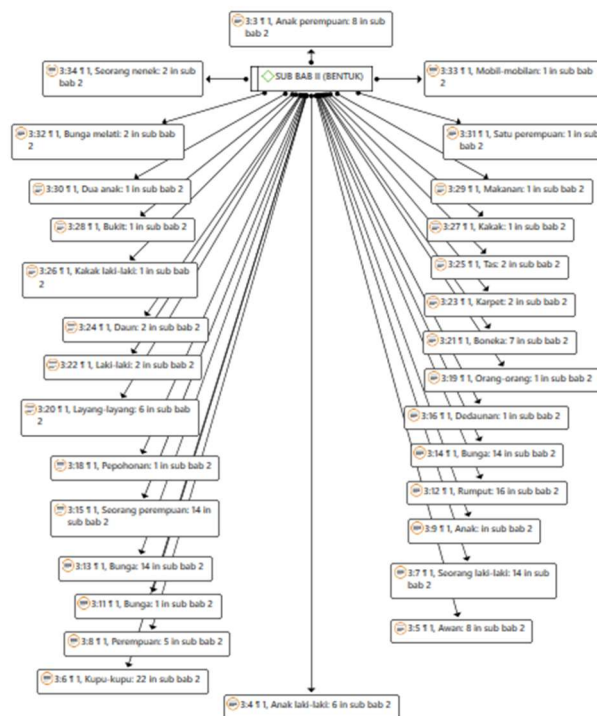 3:3 ¶ 1, Anak perempuan: 8 in sub
bab 2
3:34 ¶ 1, Seorang nenek: 2 in sub
bab 2
SUB BAB II (BENTUK)
3:33 ¶ 1, Mobil-mobilan: 1 in sub bab
2
3:32 ¶ 1, Bunga melati: 2 in sub bab
2
3:31 ¶ 1, Satu perempuan: 1 in sub
bab 2
3:30 ¶ 1, Dua anak: 1 in sub bab 2
3:29 ¶ 1, Makanan: 1 in sub bab 2
3:28 ¶ 1, Bukit: 1 in sub bab 2
3:27 ¶ 1, Kakak: 1 in sub bab 2
3:26 ¶ 1, Kakak laki-laki: 1 in sub bab
2
3:25 ¶ 1, Tas: 2 in sub bab 2
3:24 ¶ 1, Daun: 2 in sub bab 2
3:23 ¶ 1, Karpet: 2 in sub bab 2
3:22 ¶ 1, Laki-laki: 2 in sub bab 2
3:21 ¶ 1, Boneka: 7 in sub bab 2
3:20 ¶ 1, Layang-layang: 6 in sub bab
2
3:19 ¶ 1, Orang-orang: 1 in sub bab 2
3:18 ¶ 1, Pepohonan: 1 in sub bab 2
3:16 ¶ 1, Dedaunan: 1 in sub bab 2
3:15 ¶ 1, Seorang perempuan: 14 in
sub bab 2
3:14 ¶ 1, Bunga: 14 in sub bab 2
3:13 ¶ 1, Bunga: 14 in sub bab 2
3:12 ¶ 1, Rumput: 16 in sub bab 2
3:11 ¶ 1, Bunga: 1 in sub bab 2
3:9 ¶ 1, Anak: in sub bab 2
3:8 ¶ 1, Perempuan: 5 in sub bab 2
3:7 ¶ 1, Seorang laki-laki: 14 in sub
bab 2
3:6 ¶ 1, Kupu-kupu: 22 in sub bab 2
3:5 ¶ 1, Awan: 8 in sub bab 2
3:4 ¶ 1, Anak laki-laki: 6 in sub bab 2